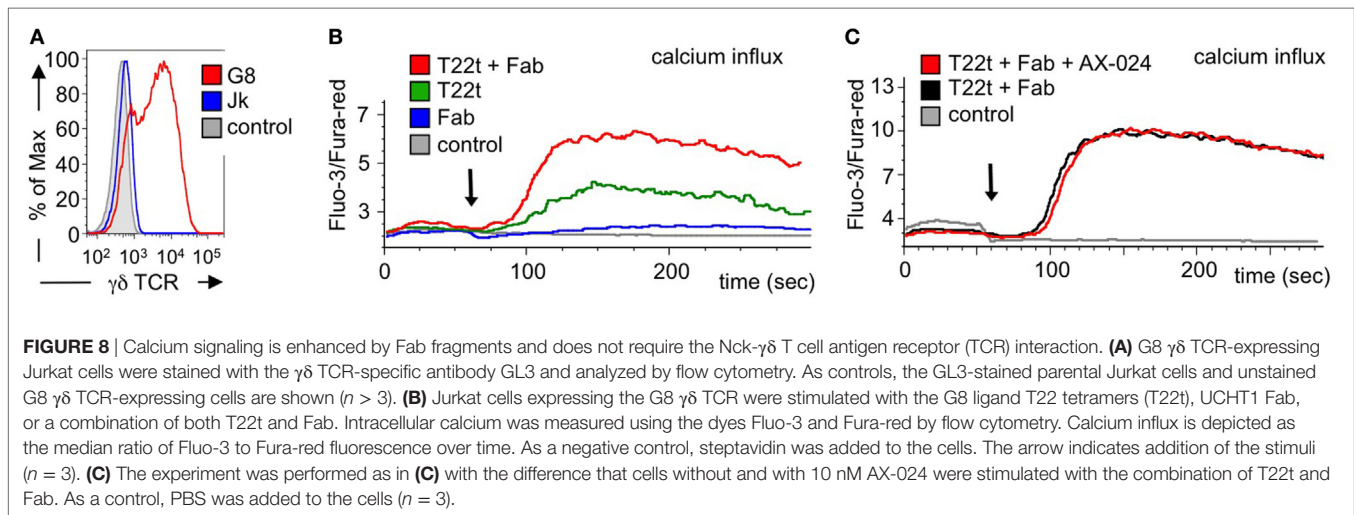 A
% of Max
100
80
60
40
20
0
10² 10³ 10⁴ 10⁵
γδ TCR
G8
Jk
control
B
calcium influx
T22t + Fab
T22t
Fab
control
Fluo-3/Fura-red
7
5
3
0 100 200
time (sec)
C
calcium influx
T22t + Fab + AX-024
T22t + Fab
control
Fluo-3/Fura-red
13
10
7
4
0 100 200
time (sec)
FIGURE 8 | Calcium signaling is enhanced by Fab fragments and does not require the Nck-γδ T cell antigen receptor (TCR) interaction. (A) G8 γδ TCR-expressing
Jurkat cells were stained with the γδ TCR-specific antibody GL3 and analyzed by flow cytometry. As controls, the GL3-stained parental Jurkat cells and unstained
G8 γδ TCR-expressing cells are shown (n > 3). (B) Jurkat cells expressing the G8 γδ TCR were stimulated with the G8 ligand T22 tetramers (T22t), UCHT1 Fab,
or a combination of both T22t and Fab. Intracellular calcium was measured using the dyes Fluo-3 and Fura-red by flow cytometry. Calcium influx is depicted as
the median ratio of Fluo-3 to Fura-red fluorescence over time. As a negative control, steptavidin was added to the cells. The arrow indicates addition of the stimuli
(n = 3). (C) The experiment was performed as in (C) with the difference that cells without and with 10 nM AX-024 were stimulated with the combination of T22t and
Fab. As a control, PBS was added to the cells (n = 3).